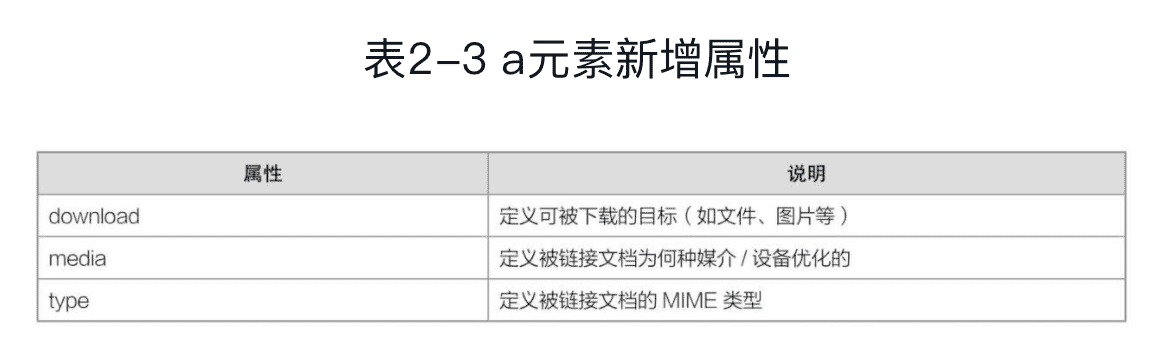 表2-3 a元素新增属性
属性 说明
download 定义可被下载的目标（如文件、图片等）
media 定义被链接文档为何种媒介/设备优化的
type 定义被链接文档的 MIME 类型